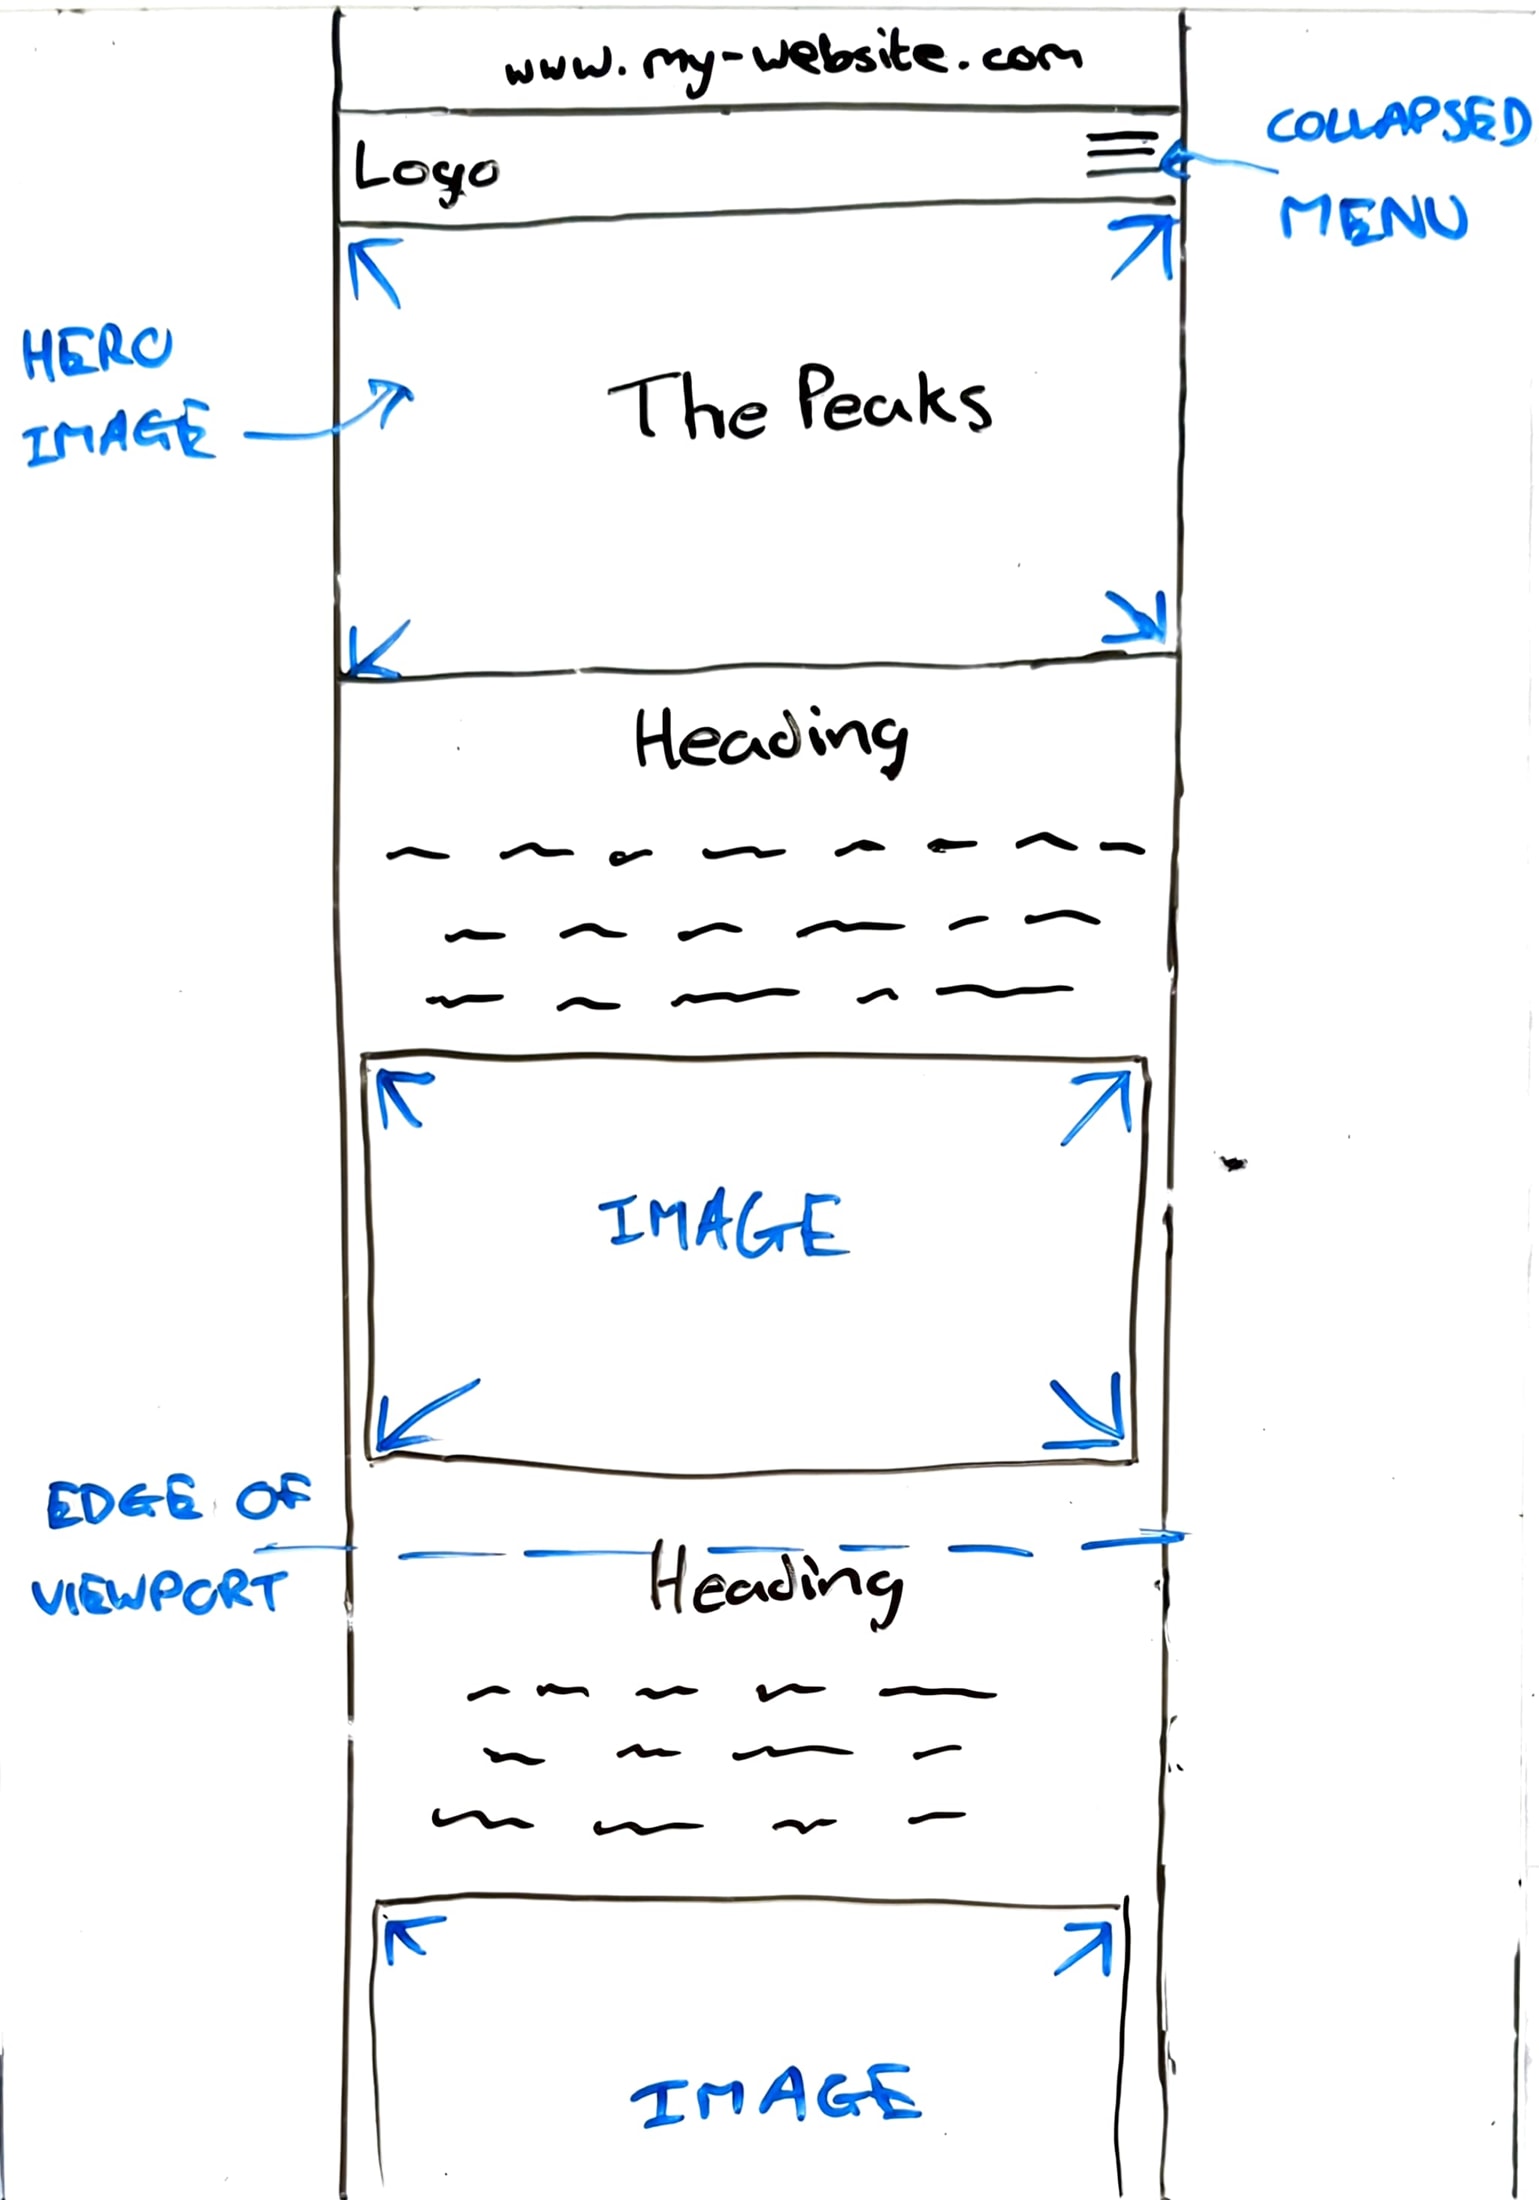 www.my-website.com
Logo
COLLAPSED
MENU
HERO
IMAGE
The Peaks
Heading
IMAGE
EDGE OF
VIEWPORT
Heading
IMAGE